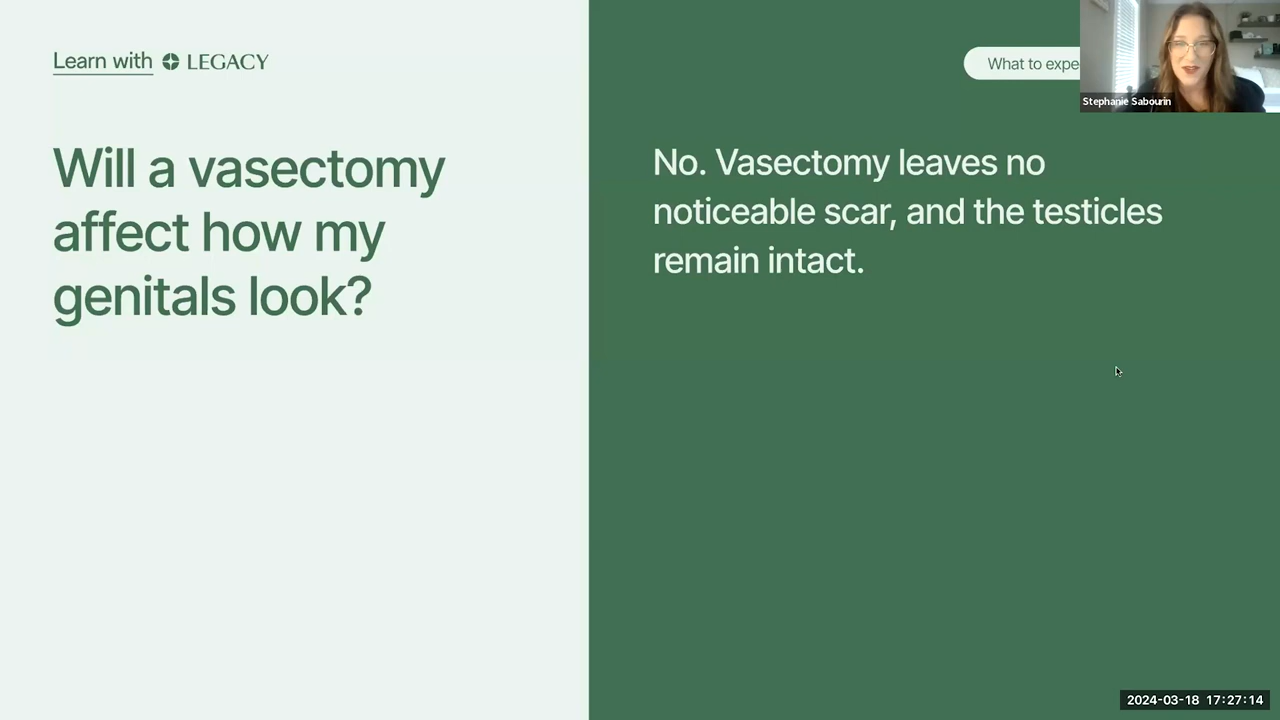 Learn with LEGACY
Will a vasectomy
affect how my
genitals look?
What to expe
Stephanie Sabourin
No. Vasectomy leaves no
noticeable scar, and the testicles
remain intact.
2024-03-18 17:27:14